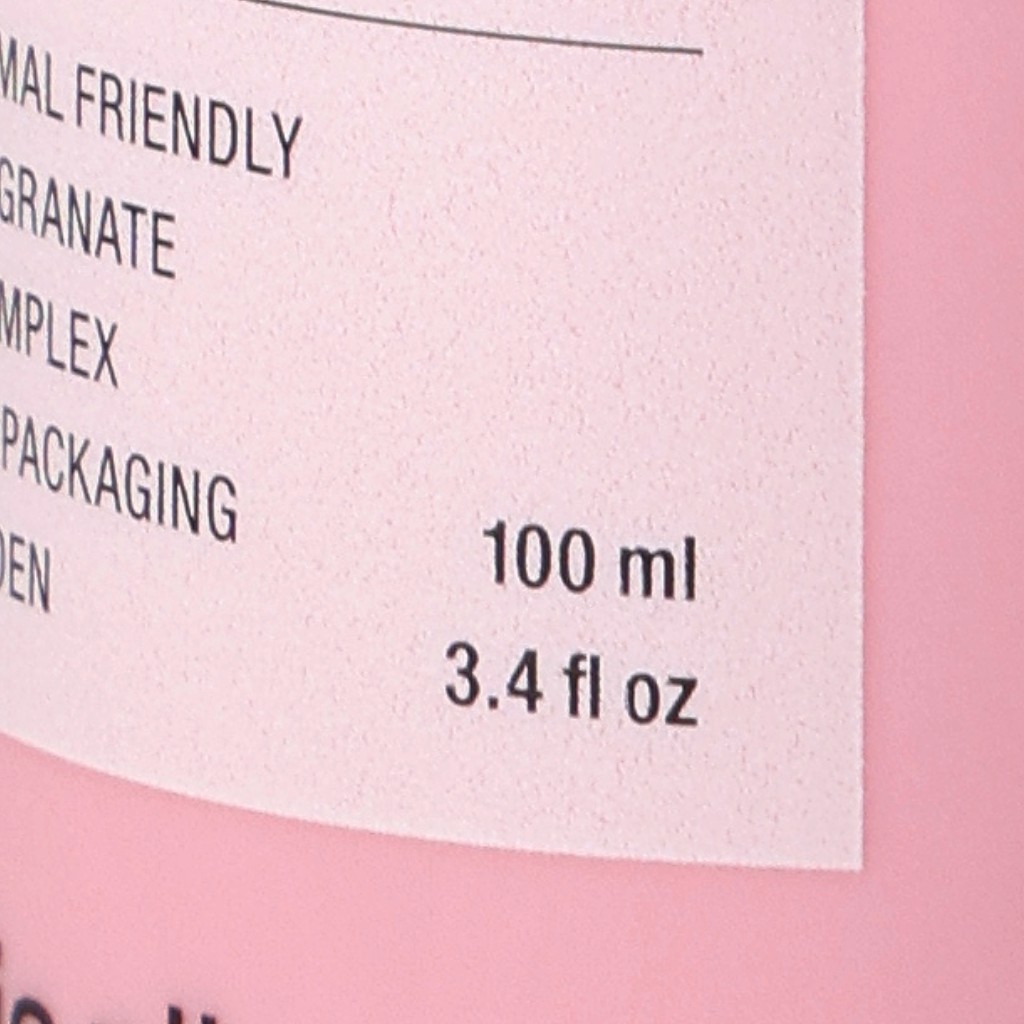 MAL FRIENDLY
GRANATE
MPLEX
PACKAGING
DEN
100 ml
3.4 fl oz